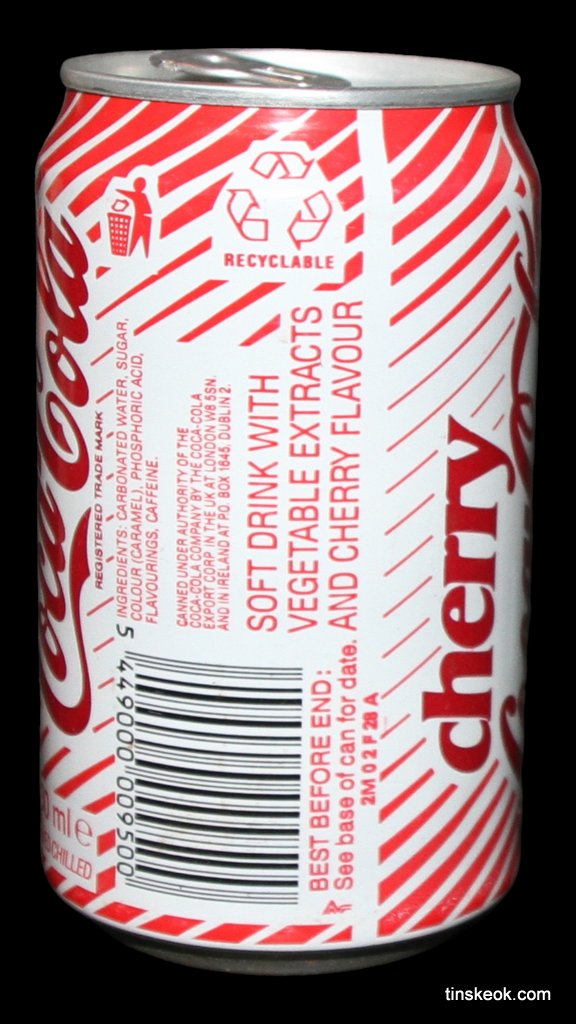 Coca-Cola
REGISTERED TRADE MARK
INGREDIENTS: CARBONATED WATER, SUGAR,
COLOUR (CARAMEL), PHOSPHORIC ACID,
FLAVOURINGS, CAFFEINE.
CANNED UNDER AUTHORITY OF THE
COCA-COLA COMPANY BY THE COCA-COLA
EXPORT CORP IN THE UK AT LONDON W8 5SN.
AND IN IRELAND AT P.O. BOX 1645, DUBLIN 2.
SOFT DRINK WITH
VEGETABLE EXTRACTS
AND CHERRY FLAVOUR
RECYCLABLE
5 449000 009500
BEST BEFORE END:
See base of can for date.
2M 0 2 F 28 A
ml e
CHILLED
cherry
tinskeok.com